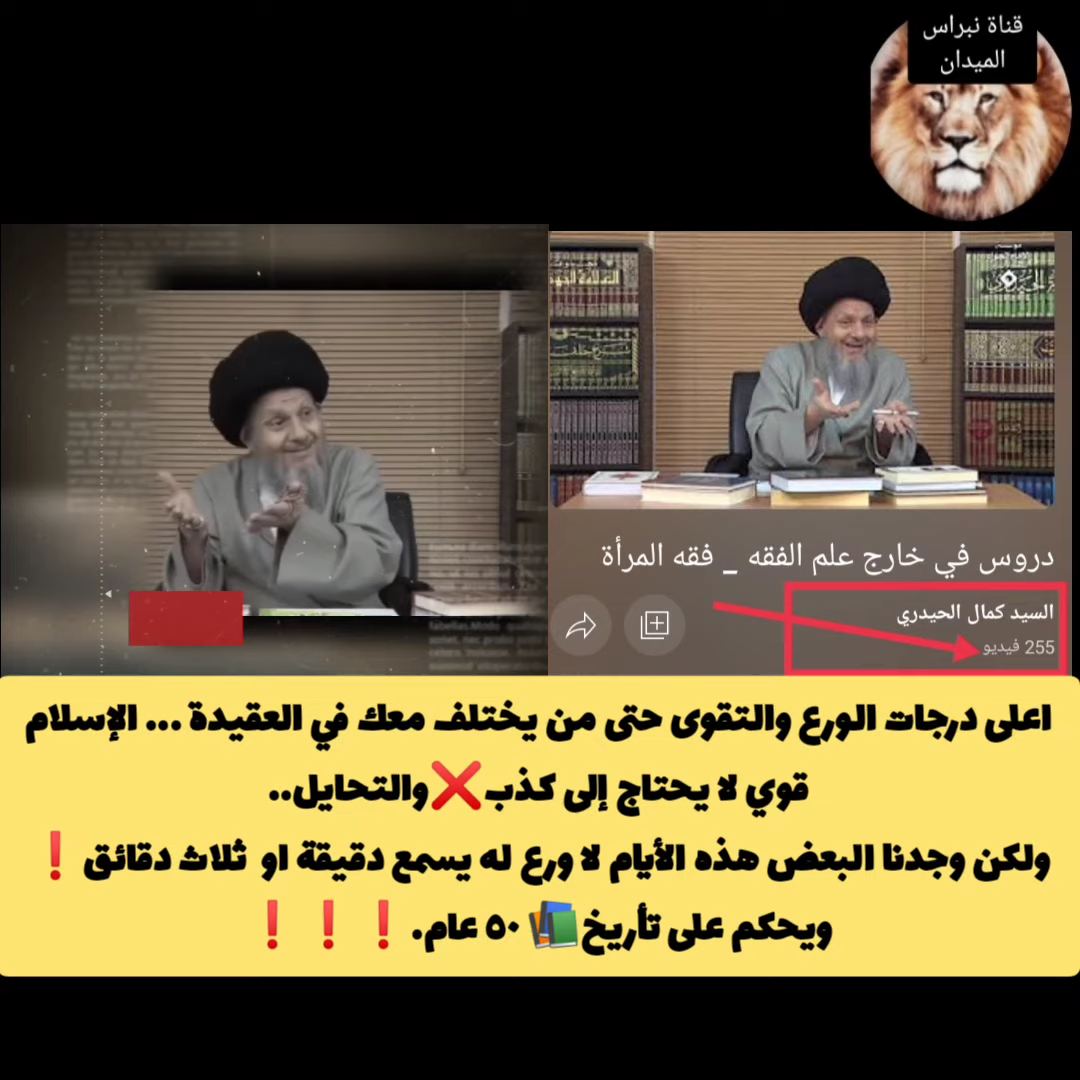 قناة نبراس
الميدان
دروس في خارج علم الفقه _ فقه المرأة
السيد كمال الحيدري
255 فيديو
اعلى درجات الورع والتقوى حتى من يختلف معك في العقيدة ... الإسلام
قوي لا يحتاج إلى كذب❌والتحايل..
ولكن وجدنا البعض هذه الأيام لا ورع له يسمع دقيقة او ثلاث دقائق ❗
ويحكم على تأريخ📚 ٥٠ عام. ❗ ❗ ❗